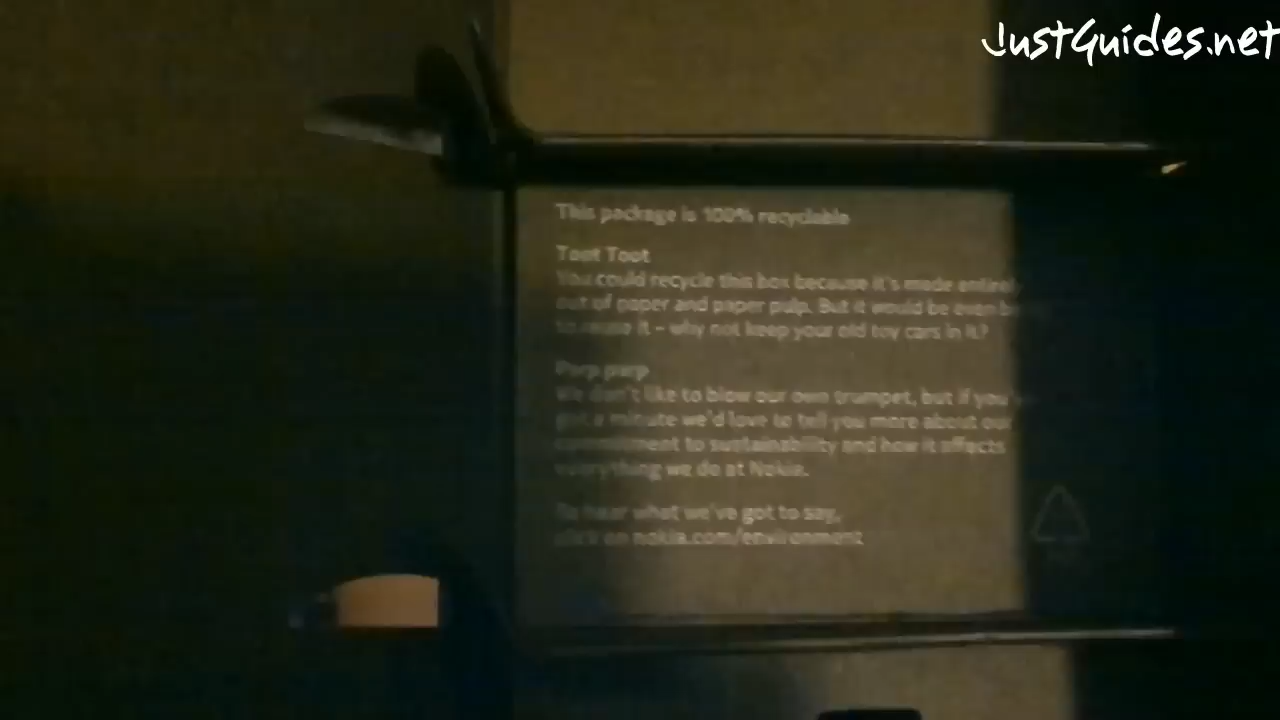 JustGuides.net
This package is 100% recyclable
Toot Toot
You could recycle this box because it's made entirely
out of paper and paper pulp. But it would be even
to reuse it - why not keep your old toy cars in it?
Parp parp
We don't like to blow our own trumpet, but if you've
got a minute we'd love to tell you more about our
commitment to sustainability and how it affects
everything we do at Nokia.
To hear what we've got to say,
click on nokia.com/environment